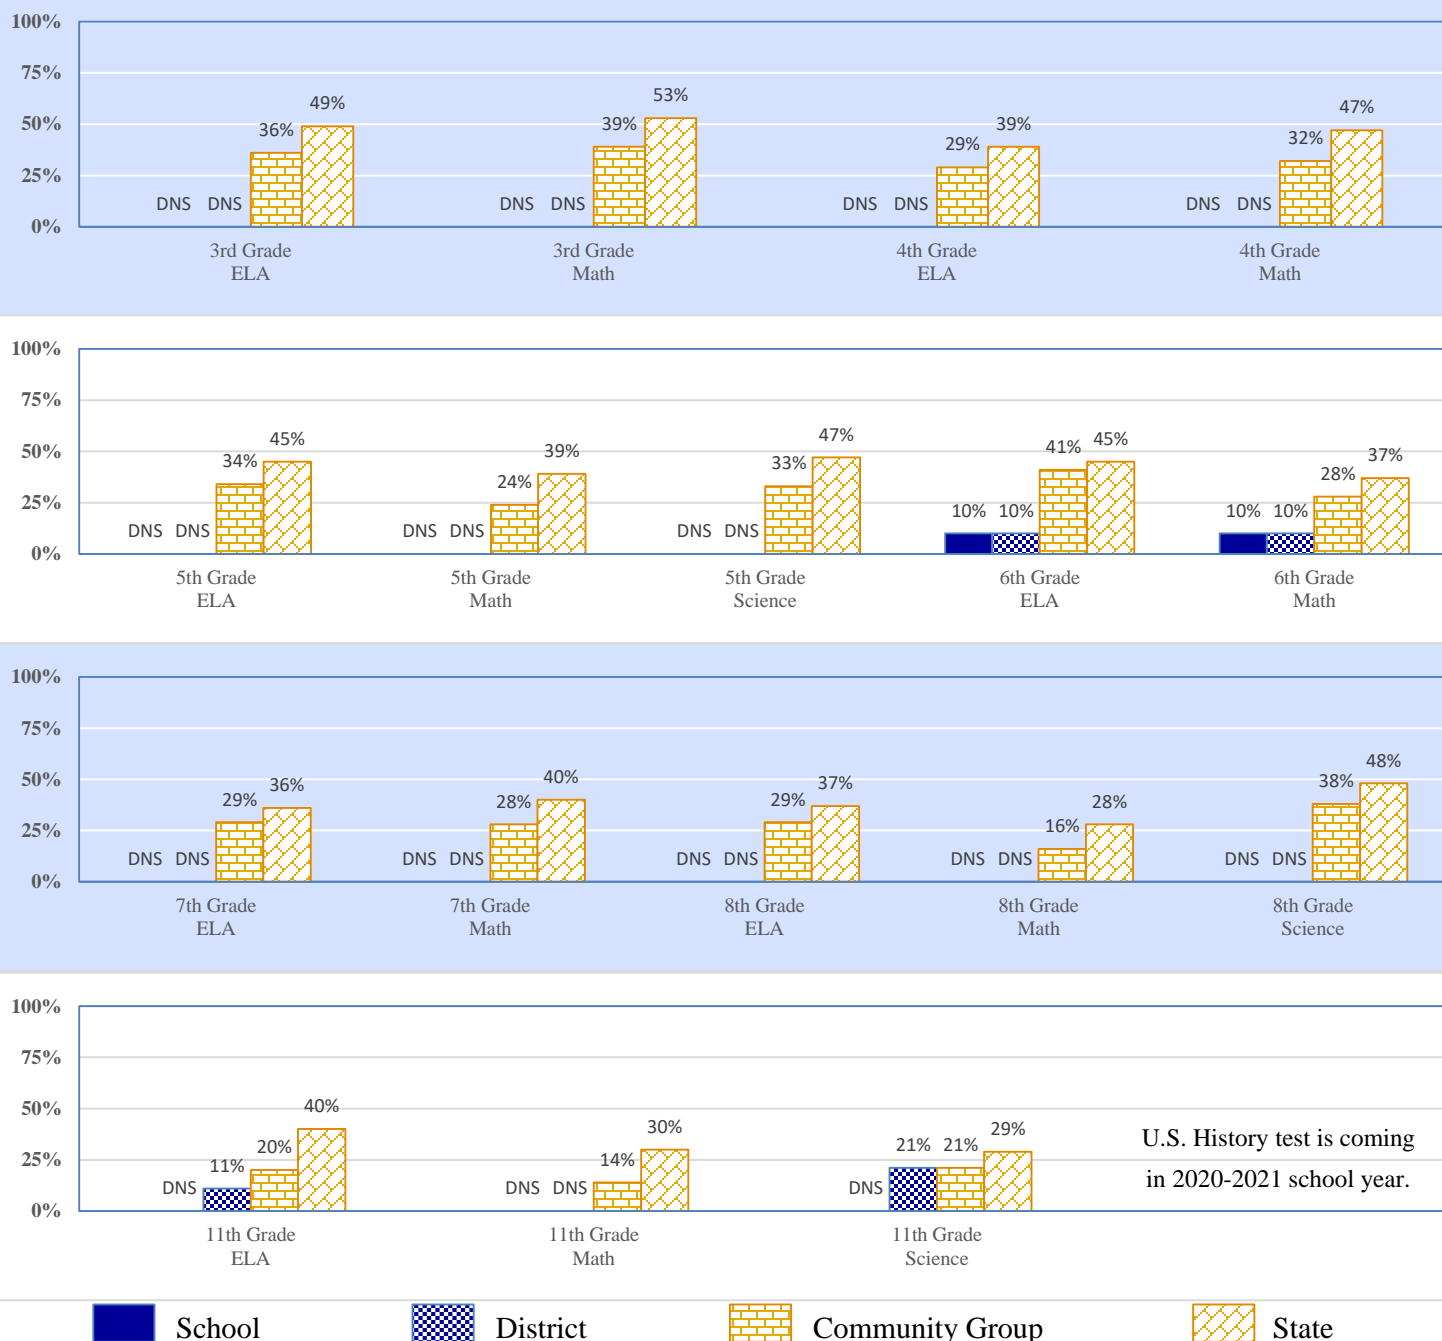 100%
75%
50%
25%
0%
DNS DNS 36% 49%
DNS DNS 39% 53%
DNS DNS 29% 39%
DNS DNS 32% 47%
3rd Grade
ELA
3rd Grade
Math
4th Grade
ELA
4th Grade
Math
100%
75%
50%
25%
0%
DNS DNS 34% 45%
DNS DNS 24% 39%
DNS DNS 33% 47%
10% 10% 41% 45%
10% 10% 28% 37%
5th Grade
ELA
5th Grade
Math
5th Grade
Science
6th Grade
ELA
6th Grade
Math
100%
75%
50%
25%
0%
DNS DNS 29% 36%
DNS DNS 28% 40%
DNS DNS 29% 37%
DNS DNS 16% 28%
DNS DNS 38% 48%
7th Grade
ELA
7th Grade
Math
8th Grade
ELA
8th Grade
Math
8th Grade
Science
100%
75%
50%
25%
0%
DNS 11% 20% 40%
DNS DNS 14% 30%
DNS 21% 21% 29%
U.S. History test is coming
in 2020-2021 school year.
11th Grade
ELA
11th Grade
Math
11th Grade
Science
School
District
Community Group
State